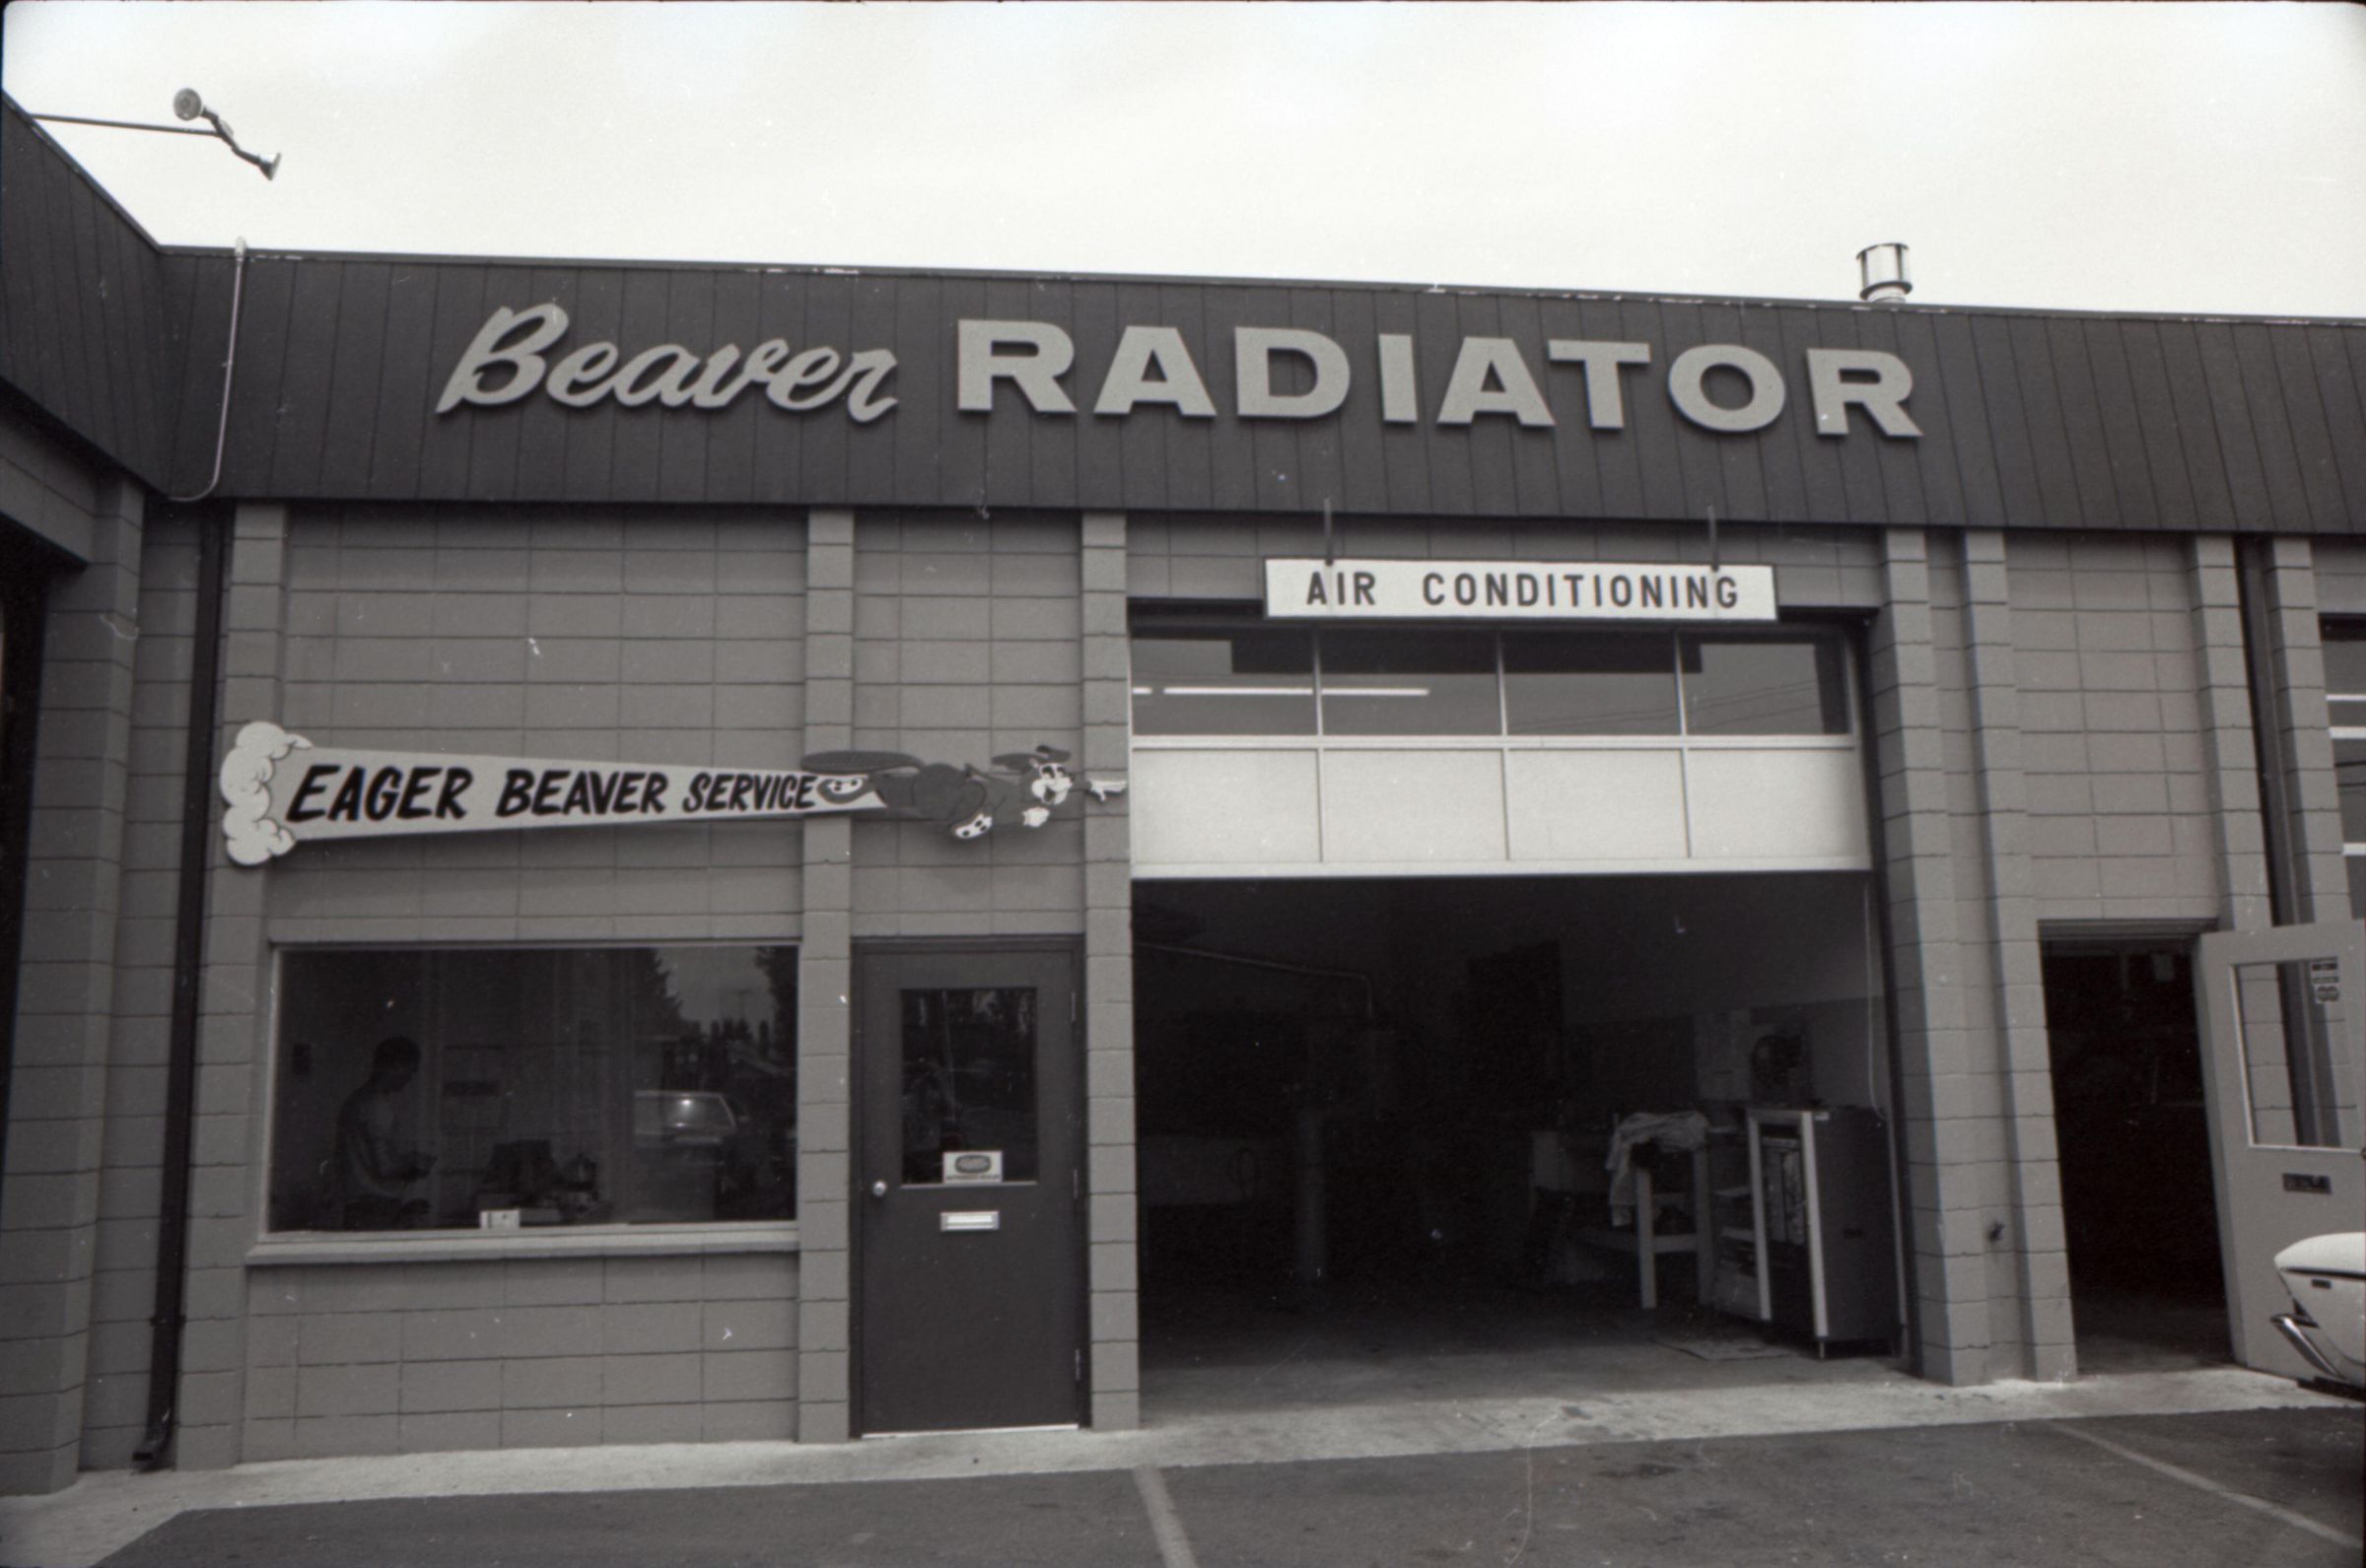 Beaver RADIATOR
AIR CONDITIONING
EAGER BEAVER SERVICE